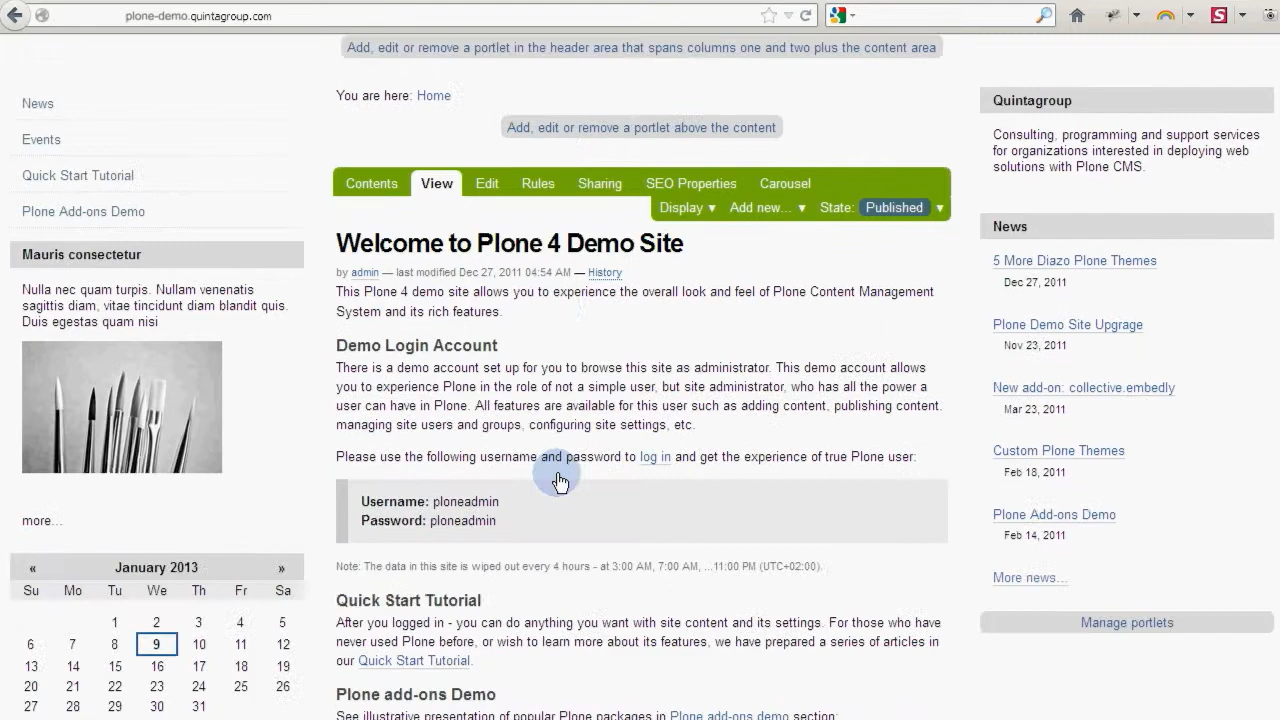 plone-demo.quintagroup.com
Add, edit or remove a portlet in the header area that spans columns one and two plus the content area
News
Events
Quick Start Tutorial
Plone Add-ons Demo
Mauris consectetur
Nulla nec quam turpis. Nullam venenatis
sagittis diam, vitae tincidunt diam blandit quis.
Duis egestas quam nisi
more...
« January 2013 »
Su Mo Tu We Th Fr Sa
1 2 3 4 5
6 7 8 9 10 11 12
13 14 15 16 17 18 19
20 21 22 23 24 25 26
27 28 29 30 31
You are here: Home
Add, edit or remove a portlet above the content
Contents View Edit Rules Sharing SEO Properties Carousel
Display ▼ Add new... ▼ State: Published ▼
Welcome to Plone 4 Demo Site
by admin — last modified Dec 27, 2011 04:54 AM — History
This Plone 4 demo site allows you to experience the overall look and feel of Plone Content Management
System and its rich features.
Demo Login Account
There is a demo account set up for you to browse this site as administrator. This demo account allows
you to experience Plone in the role of not a simple user, but site administrator, who has all the power a
user can have in Plone. All features are available for this user such as adding content, publishing content.
managing site users and groups, configuring site settings, etc.
Please use the following username and password to log in and get the experience of true Plone user:
Username: ploneadmin
Password: ploneadmin
Note: The data in this site is wiped out every 4 hours - at 3:00 AM, 7:00 AM, ...11:00 PM (UTC+02:00).
Quick Start Tutorial
After you logged in - you can do anything you want with site content and its settings. For those who have
never used Plone before, or wish to learn more about its features, we have prepared a series of articles in
our Quick Start Tutorial.
Plone add-ons Demo
See illustrative presentation of popular Plone packages in Plone add-ons demo section:
Quintagroup
Consulting, programming and support services
for organizations interested in deploying web
solutions with Plone CMS.
News
5 More Diazo Plone Themes
Dec 27, 2011
Plone Demo Site Upgrade
Nov 23, 2011
New add-on: collective.embedly
Mar 23, 2011
Custom Plone Themes
Feb 18, 2011
Plone Add-ons Demo
Feb 14, 2011
More news...
Manage portlets